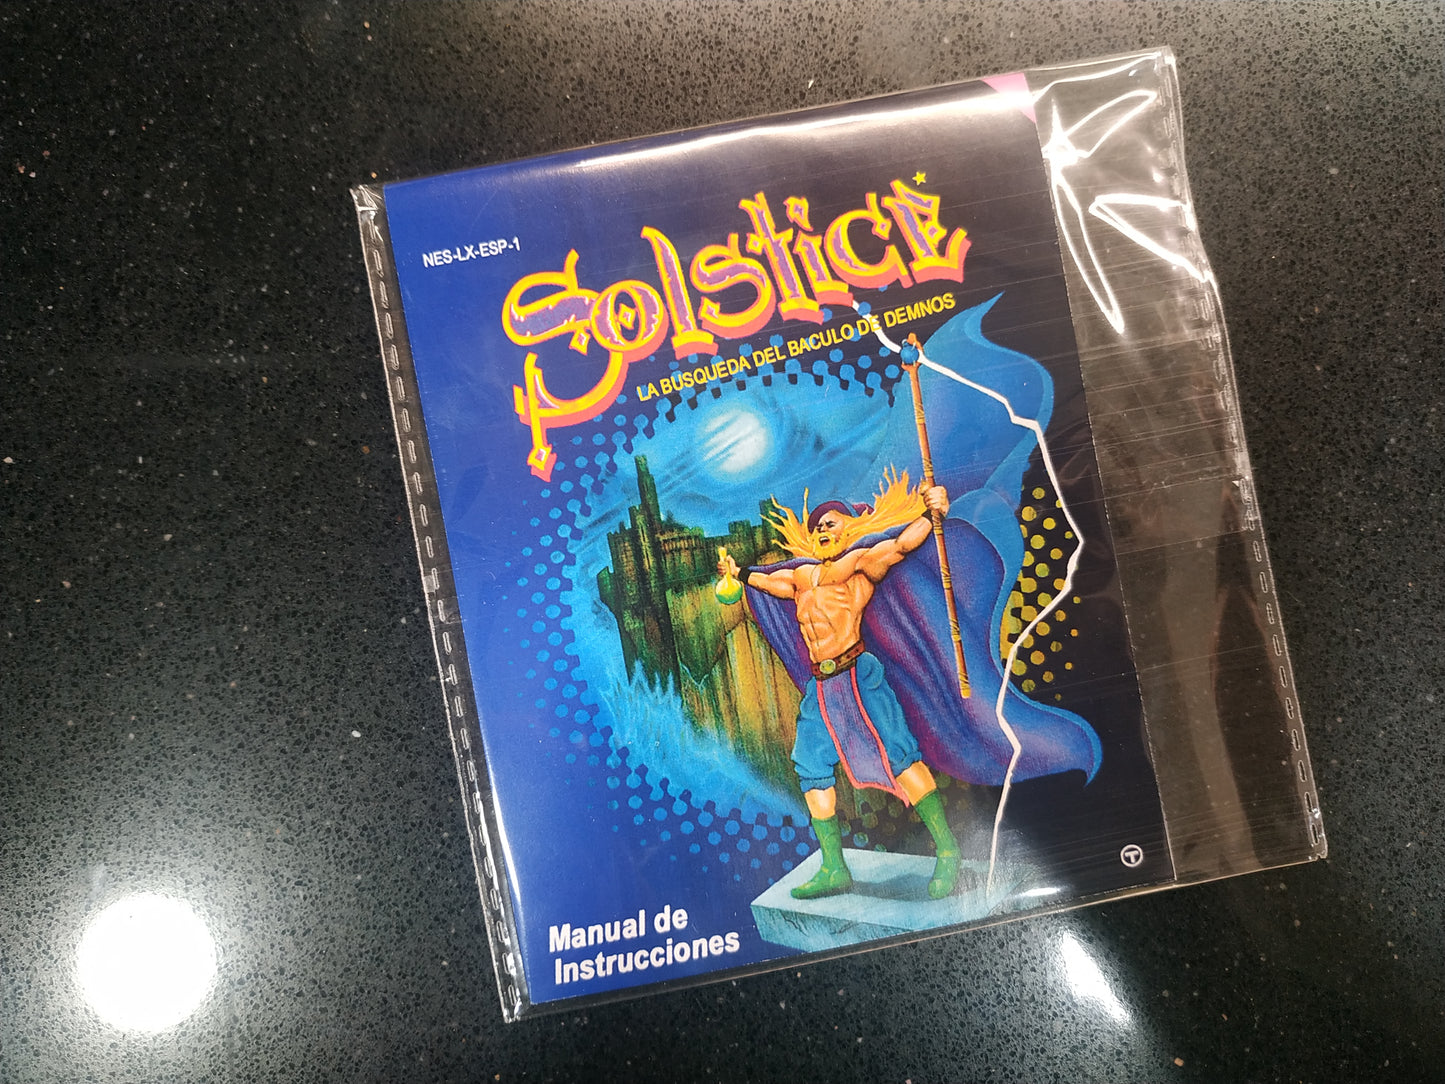 NES-LX-ESP-1
Solstice
LA BUSQUEDA DEL BACULO DE DEMNOS
Manual de
Instrucciones
T